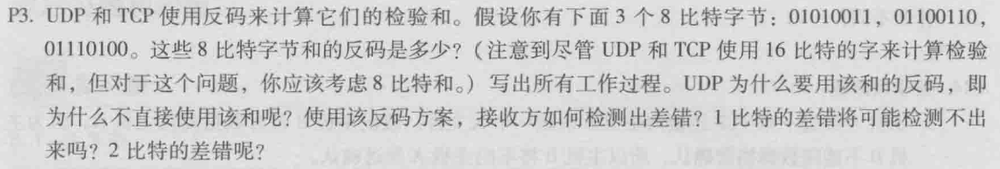 P3. UDP 和 TCP 使用反码来计算它们的检验和。假设你有下面 3 个 8 比特字节：01010011，01100110，
01110100。这些 8 比特字节和的反码是多少？（注意到尽管 UDP 和 TCP 使用 16 比特的字来计算检验
和，但对于这个问题，你应该考虑 8 比特和。）写出所有工作过程。UDP 为什么要用该和的反码，即
为什么不直接使用该和呢？使用该反码方案，接收方如何检测出差错？1 比特的差错将可能检测不出
来吗？2 比特的差错呢？